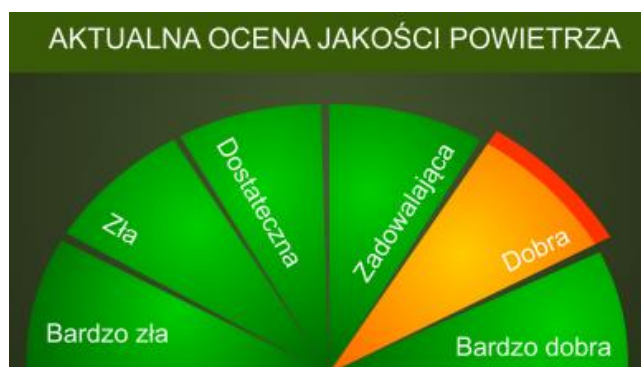 AKTUALNA OCENA JAKOŚCI POWIETRZA
Bardzo zła
Zła
Dostateczna
Zadowalająca
Dobra
Bardzo dobra